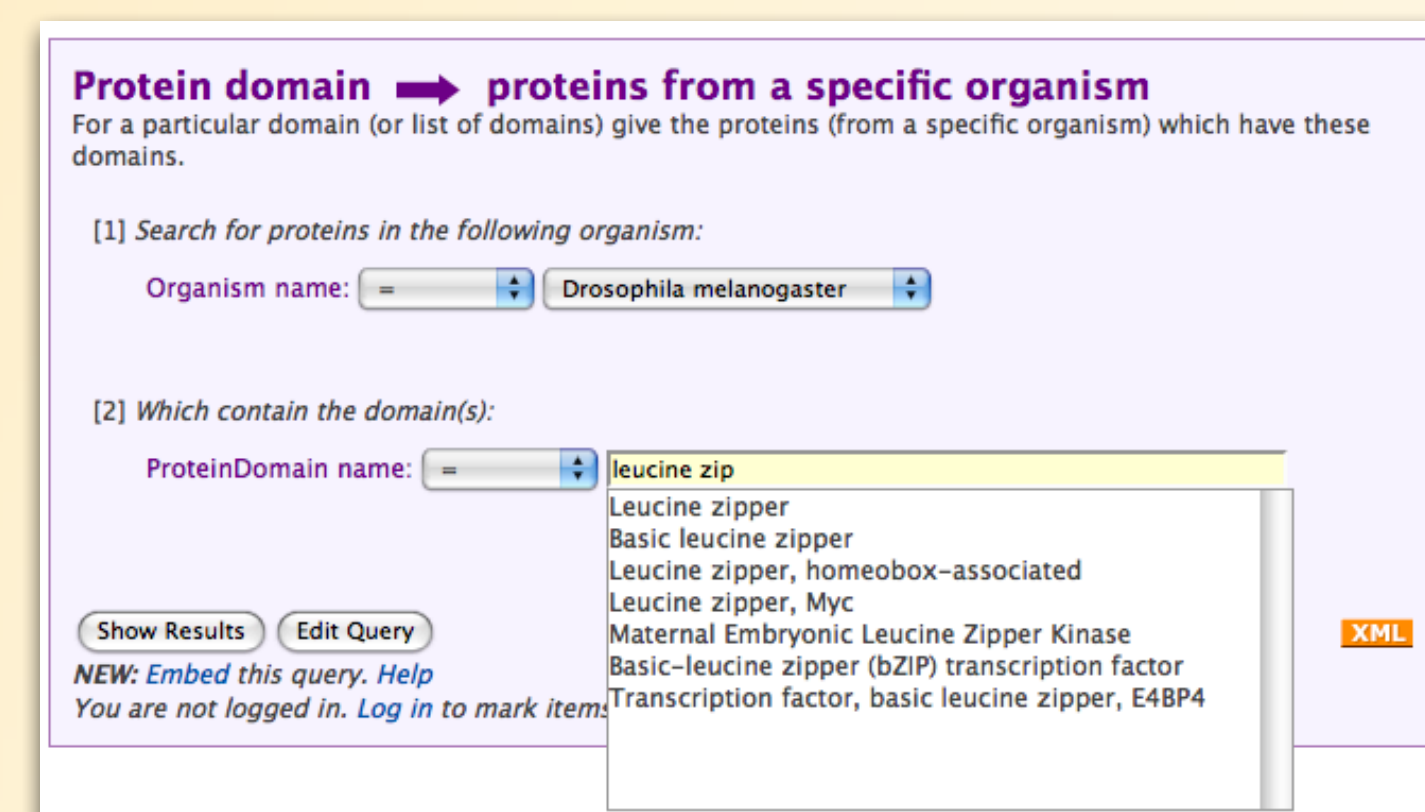 Protein domain ➡ proteins from a specific organism
For a particular domain (or list of domains) give the proteins (from a specific organism) which have these
domains.
[1] Search for proteins in the following organism:
Organism name: = Drosophila melanogaster
[2] Which contain the domain(s):
ProteinDomain name: = leucine zip
Leucine zipper
Basic leucine zipper
Leucine zipper, homeobox-associated
Leucine zipper, Myc
Maternal Embryonic Leucine Zipper Kinase
Basic-leucine zipper (bZIP) transcription factor
Transcription factor, basic leucine zipper, E4BP4
Show Results Edit Query XML
NEW: Embed this query. Help
You are not logged in. Log in to mark items